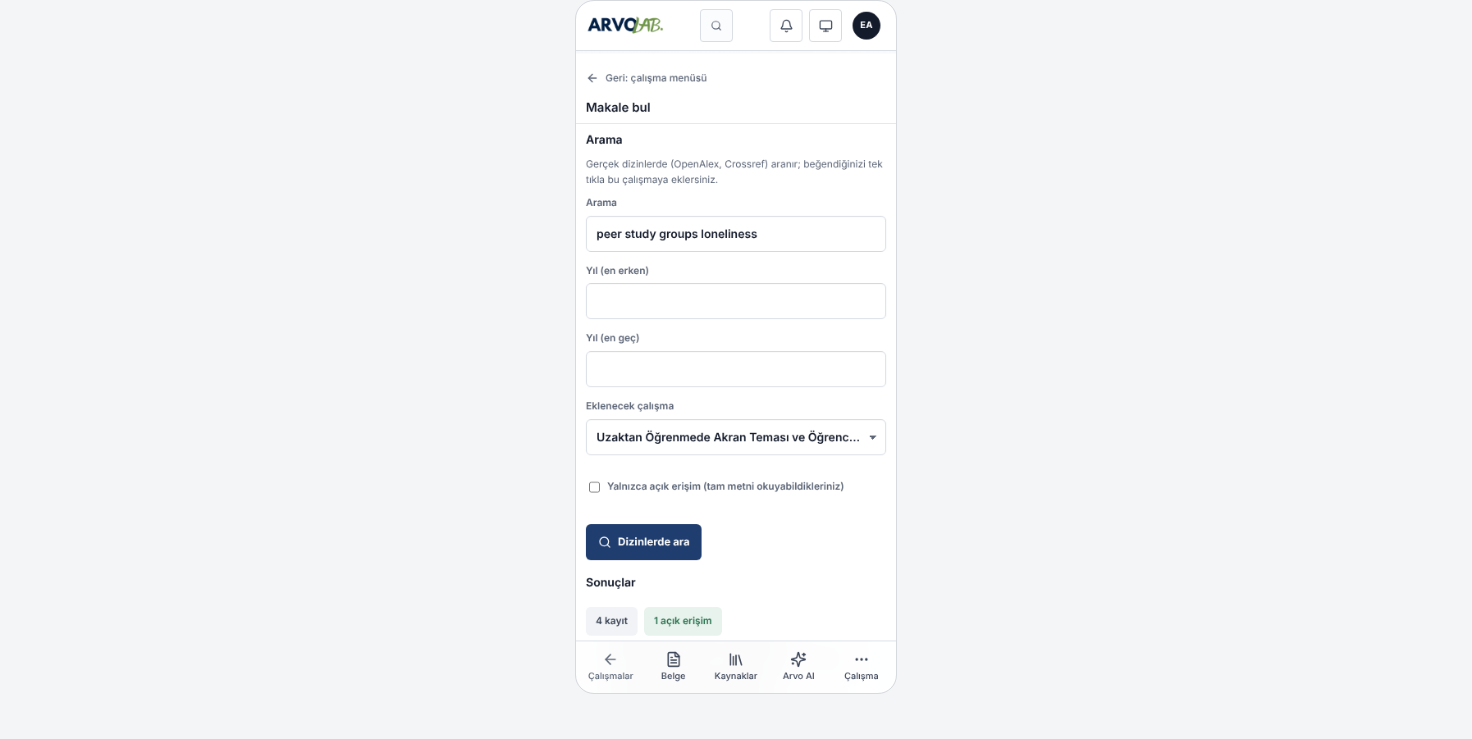 ARVOLAB.
EA
Geri: çalışma menüsü
Makale bul
Arama
Gerçek dizinlerde (OpenAlex, Crossref) aranır; beğendiğinizi tek
tıkla bu çalışmaya eklersiniz.
Arama
peer study groups loneliness
Yıl (en erken)
Yıl (en geç)
Eklenecek çalışma
Uzaktan Öğrenmede Akran Teması ve Öğrenc...
Yalnızca açık erişim (tam metni okuyabildikleriniz)
Dizinlerde ara
Sonuçlar
4 kayıt 1 açık erişim
Çalışmalar Belge Kaynaklar Arvo AI Çalışma